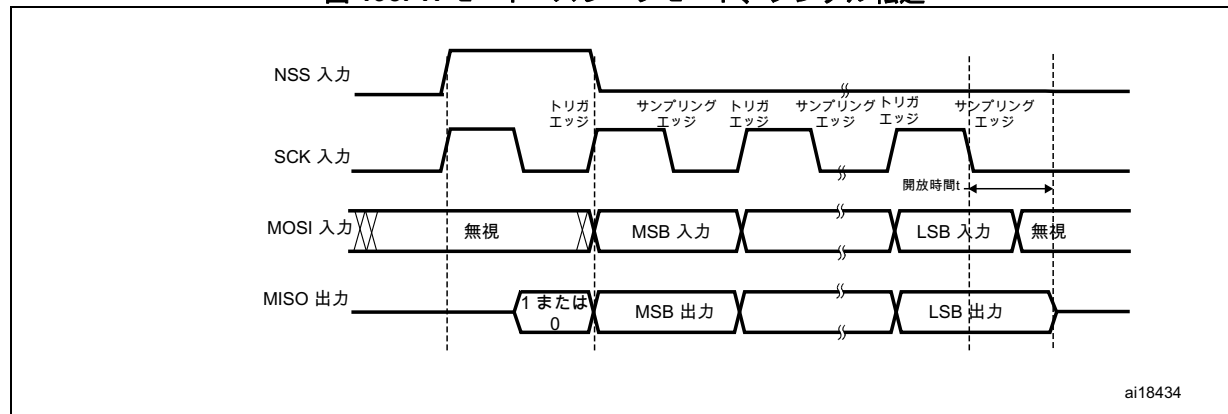 NSS 入力
トリガ サンプリング トリガ サンプリング トリガ サンプリング
エッジ エッジ エッジ エッジ エッジ エッジ
SCK 入力
開放時間t
MOSI 入力 無視 MSB 入力 LSB 入力 無視
MISO 出力 1 または 0 MSB 出力 LSB 出力
ai18434